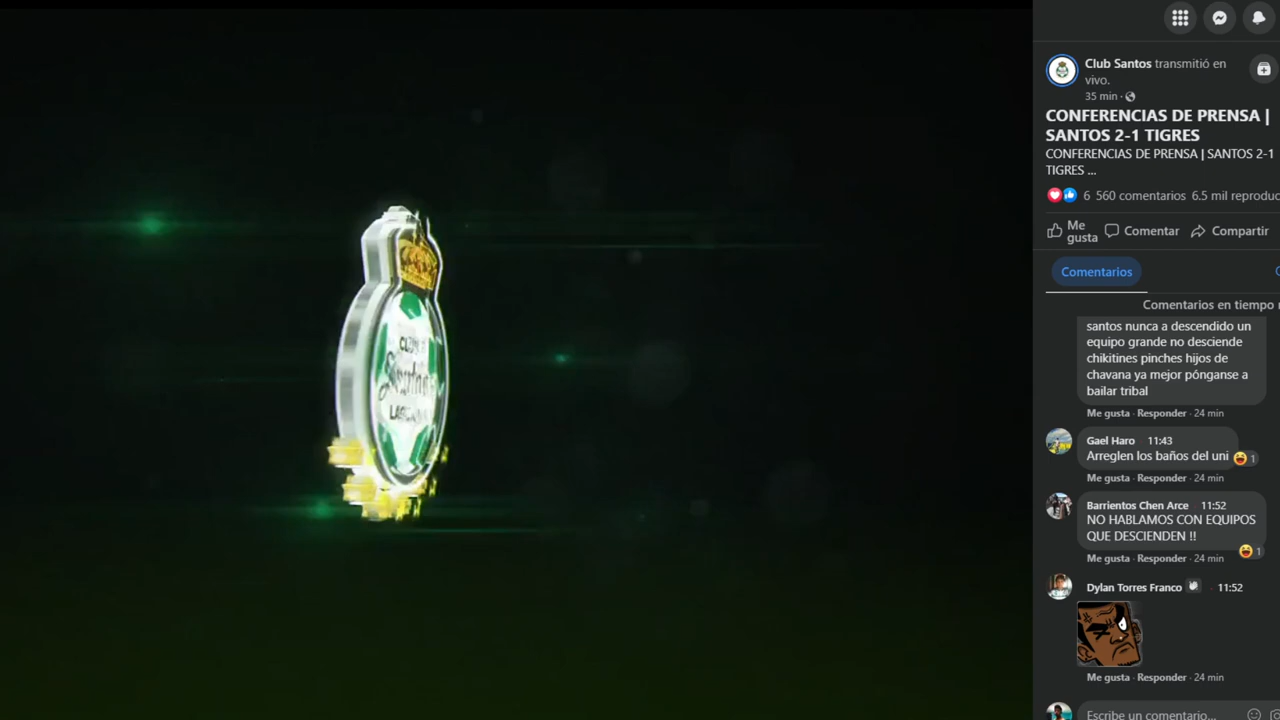 Club Santos transmitió en
vivo.
35 min ·
CONFERENCIAS DE PRENSA |
SANTOS 2-1 TIGRES
CONFERENCIAS DE PRENSA | SANTOS 2-1
TIGRES ...
6 560 comentarios 6.5 mil reproduc
Me gusta
Comentar
Compartir
Comentarios
Comentarios en tiempo
santos nunca a descendido un
equipo grande no desciende
chikitines pinches hijos de
chavana ya mejor pónganse a
bailar tribal
Me gusta · Responder · 24 min
Gael Haro 11:43
Arreglen los baños del uni
1
Me gusta · Responder · 24 min
Barrientos Chen Arce 11:52
NO HABLAMOS CON EQUIPOS
QUE DESCIENDEN !!
1
Me gusta · Responder · 24 min
Dylan Torres Franco · 11:52
Me gusta · Responder · 24 min
Escribe un comentario...